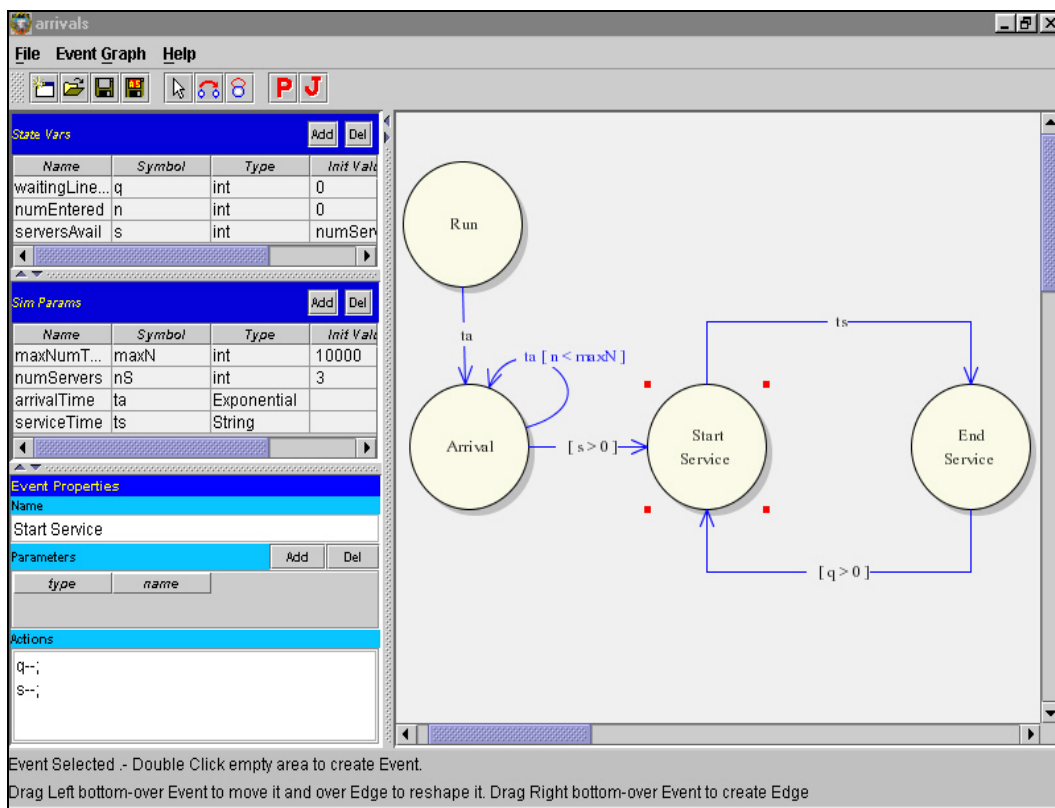 arrivals
File Event Graph Help
AS P J
State Vars Add Del
Name Symbol Type Init Valu
waitingLine... q int 0
numEntered n int 0
serversAvail s int numSer
Sim Params Add Del
Name Symbol Type Init Valu
maxNumT... maxN int 10000
numServers nS int 3
arrivalTime ta Exponential
serviceTime ts String
Event Properties
Name
Start Service
Parameters Add Del
type name
Actions
q--;
s--;
Run
ta
ta [ n < maxN ]
Arrival
[ s > 0 ]
Start
Service
ts
End
Service
[ q > 0 ]
Event Selected .- Double Click empty area to create Event.
Drag Left bottom-over Event to move it and over Edge to reshape it. Drag Right bottom-over Event to create Edge